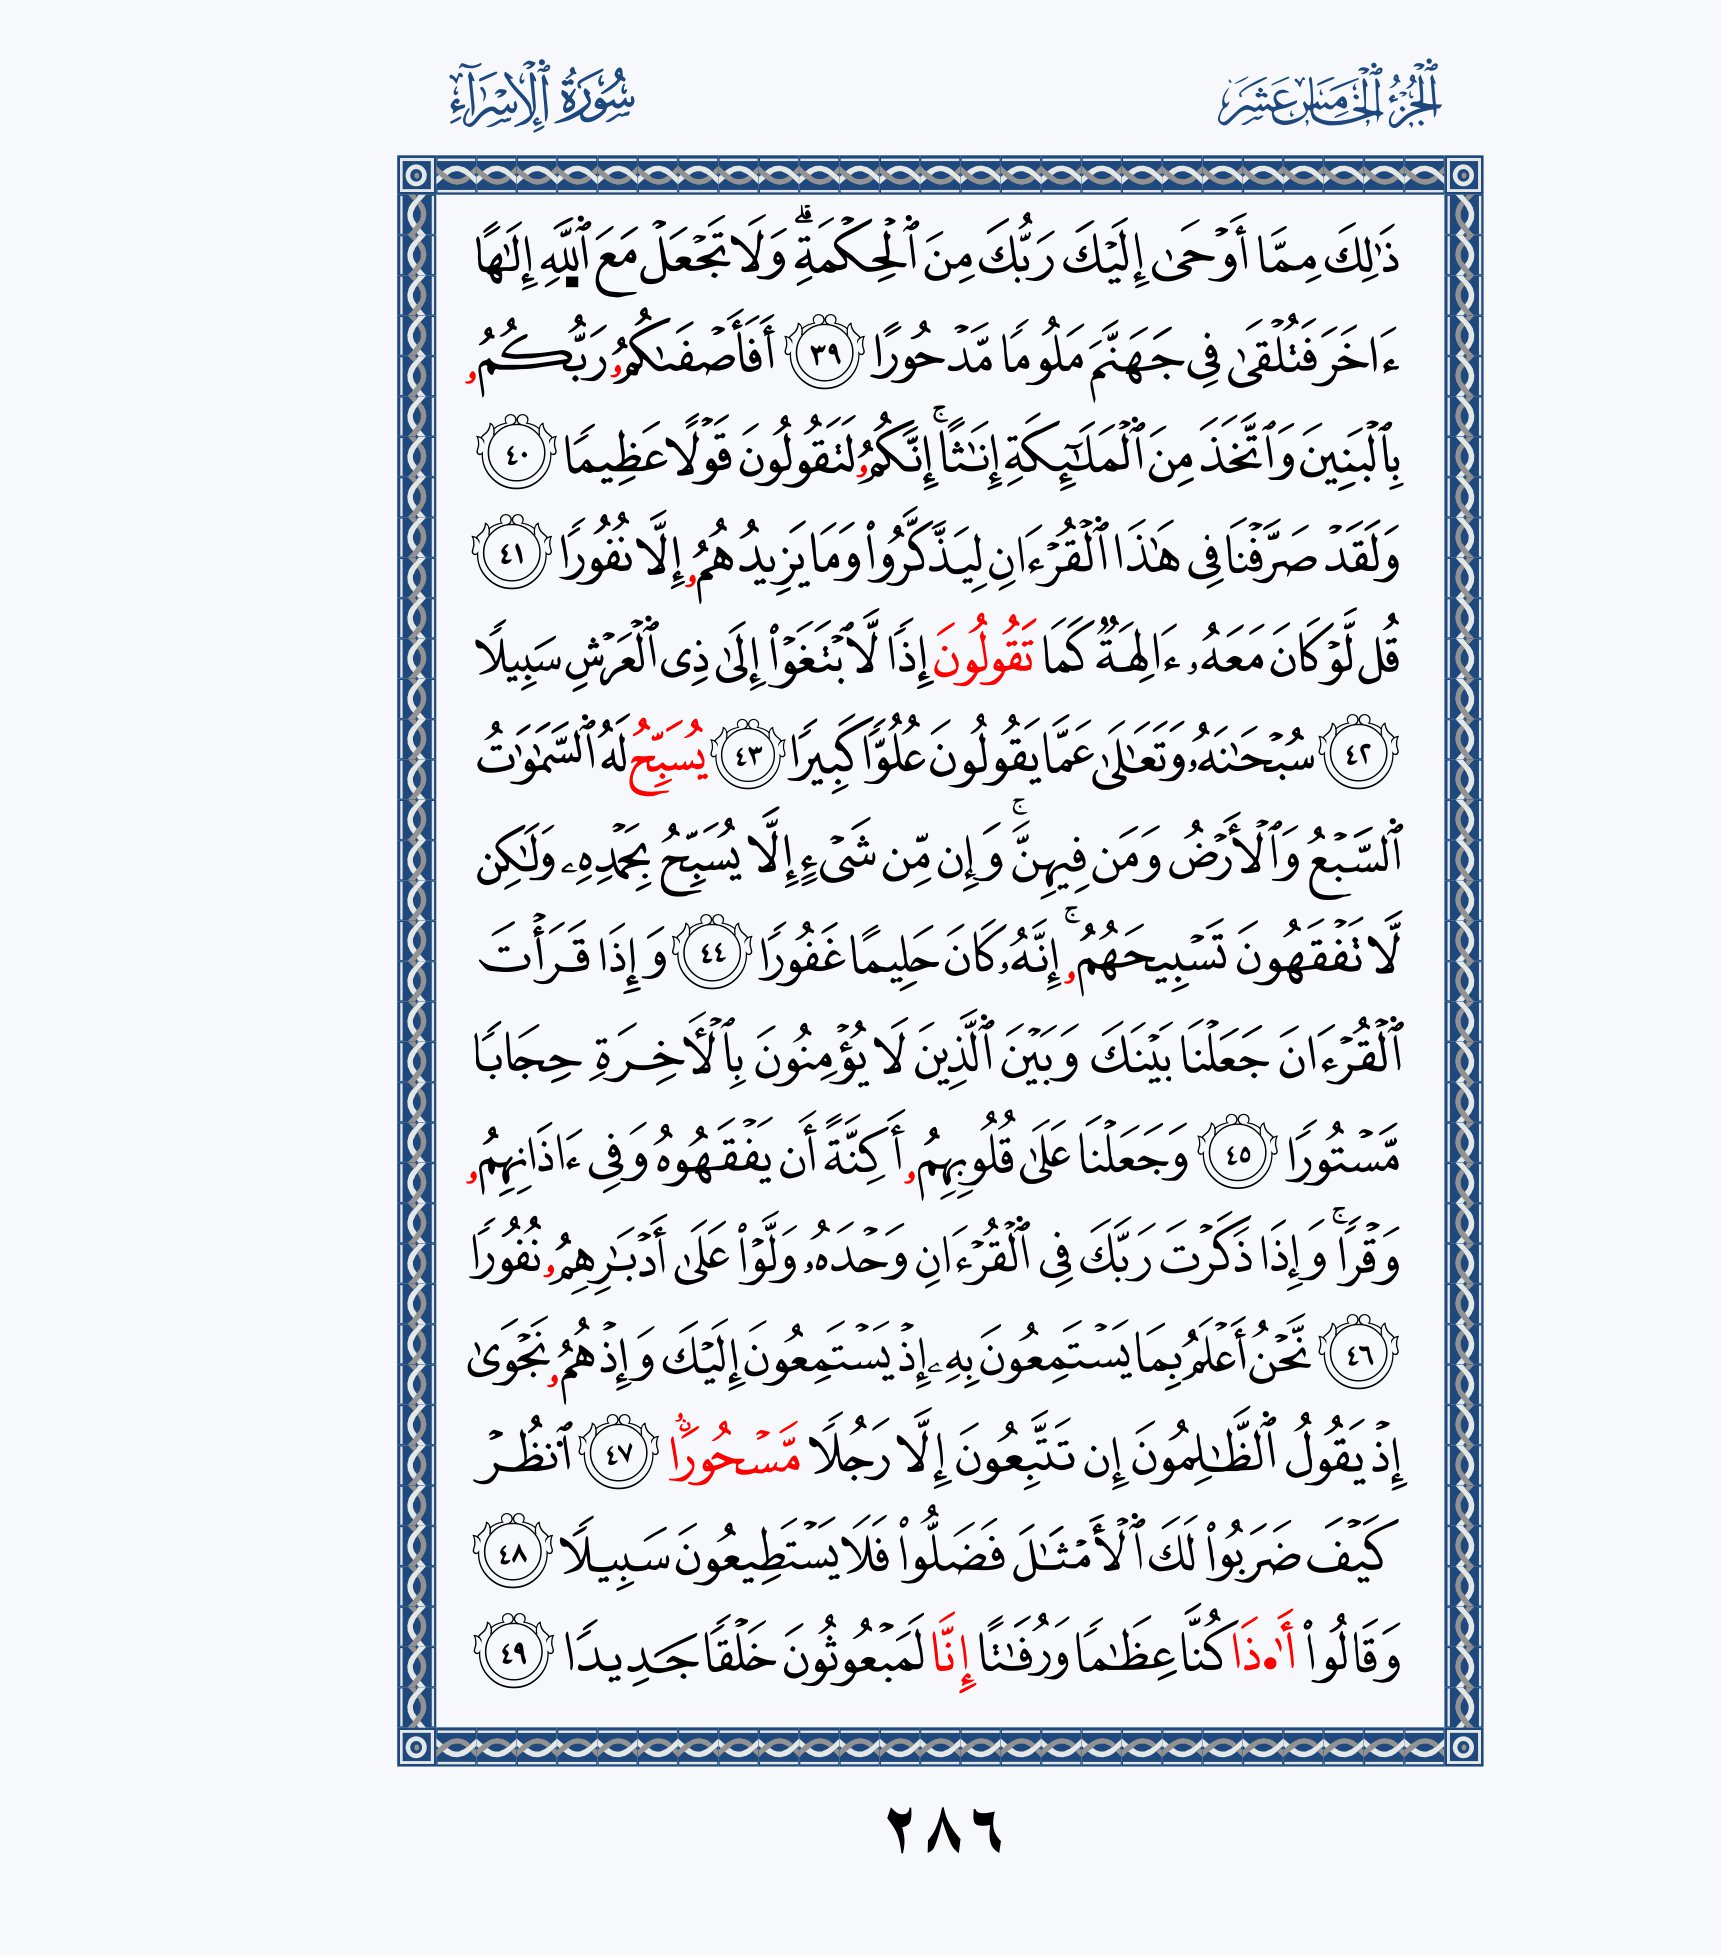 ٱلْجُزْءُ ٱلْخَامِسَ عَشَرَ
سُورَةُ ٱلْإِسْرَآءِ
ذَٰلِكَ مِمَّآ أَوْحَىٰٓ إِلَيْكَ رَبُّكَ مِنَ ٱلْحِكْمَةِۗ وَلَا تَجْعَلْ مَعَ ٱللَّهِ إِلَٰهًا
ءَاخَرَ فَتُلْقَىٰ فِى جَهَنَّمَ مَلُومًا مَّدْحُورًا ٣٩ أَفَأَصْفَىٰكُمُۥ رَبُّكُمُۥ
بِٱلْبَنِينَ وَٱتَّخَذَ مِنَ ٱلْمَلَٰٓئِكَةِ إِنَٰثًاۚ إِنَّكُمُۥ لَتَقُولُونَ قَوْلًا عَظِيمًا ٤٠
وَلَقَدْ صَرَّفْنَا فِى هَٰذَا ٱلْقُرْءَانِ لِيَذَّكَّرُوا۟ وَمَا يَزِيدُهُمُۥ إِلَّا نُفُورًا ٤١
قُل لَّوْ كَانَ مَعَهُۥ ءَالِهَةٌ كَمَا تَقُولُونَ إِذًا لَّٱبْتَغَوْا۟ إِلَىٰ ذِى ٱلْعَرْشِ سَبِيلًا
٤٢ سُبْحَٰنَهُۥ وَتَعَٰلَىٰ عَمَّا يَقُولُونَ عُلُوًّا كَبِيرًا ٤٣ يُسَبِّحُ لَهُ ٱلسَّمَٰوَٰتُ
ٱلسَّبْعُ وَٱلْأَرْضُ وَمَن فِيهِنَّۚ وَإِن مِّن شَىْءٍ إِلَّا يُسَبِّحُ بِحَمْدِهِۦ وَلَٰكِن
لَّا تَفْقَهُونَ تَسْبِيحَهُمُۥۚ إِنَّهُۥ كَانَ حَلِيمًا غَفُورًا ٤٤ وَإِذَا قَرَأْتَ
ٱلْقُرْءَانَ جَعَلْنَا بَيْنَكَ وَبَيْنَ ٱلَّذِينَ لَا يُؤْمِنُونَ بِٱلْأَخِرَةِ حِجَابًا
مَّسْتُورًا ٤٥ وَجَعَلْنَا عَلَىٰ قُلُوبِهِمُۥ أَكِنَّةً أَن يَفْقَهُوهُ وَفِى ءَاذَانِهِمُۥ
وَقْرًاۚ وَإِذَا ذَكَرْتَ رَبَّكَ فِى ٱلْقُرْءَانِ وَحْدَهُۥ وَلَّوْا۟ عَلَىٰ أَدْبَٰرِهِمُۥ نُفُورًا
٤٦ نَّحْنُ أَعْلَمُ بِمَا يَسْتَمِعُونَ بِهِۦ إِذْ يَسْتَمِعُونَ إِلَيْكَ وَإِذْ هُمُۥ نَجْوَىٰ
إِذْ يَقُولُ ٱلظَّٰلِمُونَ إِن تَتَّبِعُونَ إِلَّا رَجُلًا مَّسْحُورًا ٤٧ ٱنظُرْ
كَيْفَ ضَرَبُوا۟ لَكَ ٱلْأَمْثَٰلَ فَضَلُّوا۟ فَلَا يَسْتَطِيعُونَ سَبِيلًا ٤٨
وَقَالُوٓا۟ أَ.ٰذَا كُنَّا عِظَٰمًا وَرُفَٰتًا إِنَّا لَمَبْعُوثُونَ خَلْقًا جَدِيدًا ٤٩
٢٨٦